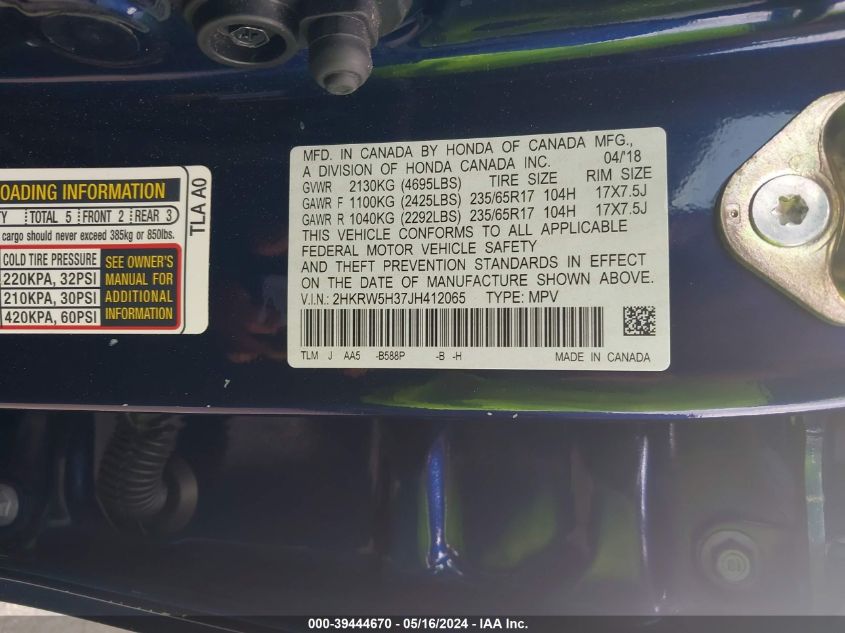 OADING INFORMATION
TY TOTAL 5 FRONT 2 REAR 3
cargo should never exceed 385kg or 850lbs.
COLD TIRE PRESSURE
220KPA, 32PSI
210KPA, 30PSI
420KPA, 60PSI
SEE OWNER'S
MANUAL FOR
ADDITIONAL
INFORMATION
TLA A0
MFD. IN CANADA BY HONDA OF CANADA MFG.,
A DIVISION OF HONDA CANADA INC. 04/'18
GVWR 2130KG (4695LBS) TIRE SIZE RIM SIZE
GAWR F 1100KG (2425LBS) 235/65R17 104H 17X7.5J
GAWR R 1040KG (2292LBS) 235/65R17 104H 17X7.5J
THIS VEHICLE CONFORMS TO ALL APPLICABLE
FEDERAL MOTOR VEHICLE SAFETY
AND THEFT PREVENTION STANDARDS IN EFFECT
ON THE DATE OF MANUFACTURE SHOWN ABOVE.
V.I.N.: 2HKRW5H37JH412065 TYPE: MPV
TLM J AA5 -B588P -B -H MADE IN CANADA
000-39444670 - 05/16/2024 - IAA Inc.